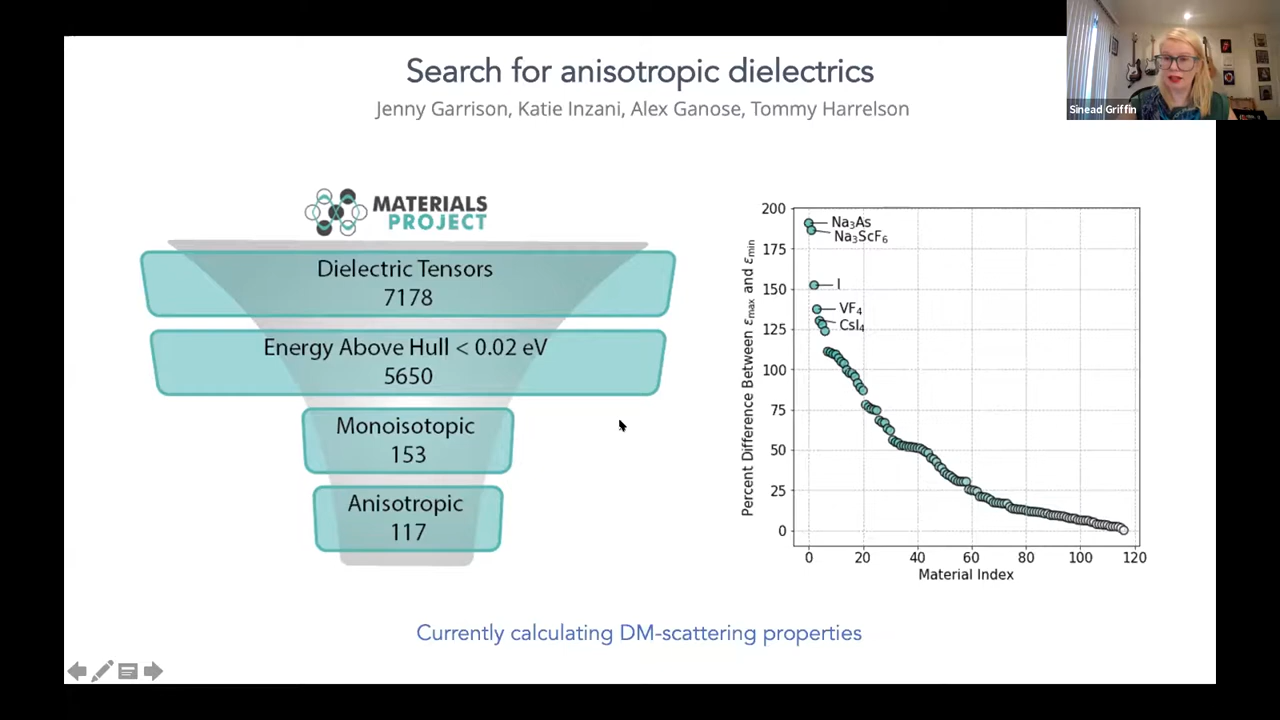 Search for anisotropic dielectrics
Jenny Garrison, Katie Inzani, Alex Ganose, Tommy Harrelson
Sinead Griffin
MATERIALS
PROJECT
Dielectric Tensors
7178
Energy Above Hull < 0.02 eV
5650
Monoisotopic
153
Anisotropic
117
Percent Difference Between εmax and εmin
200
175
150
125
100
75
50
25
0
Na₃As
Na₃ScF₆
I
VF₄
CsI₄
0 20 40 60 80 100 120
Material Index
Currently calculating DM-scattering properties